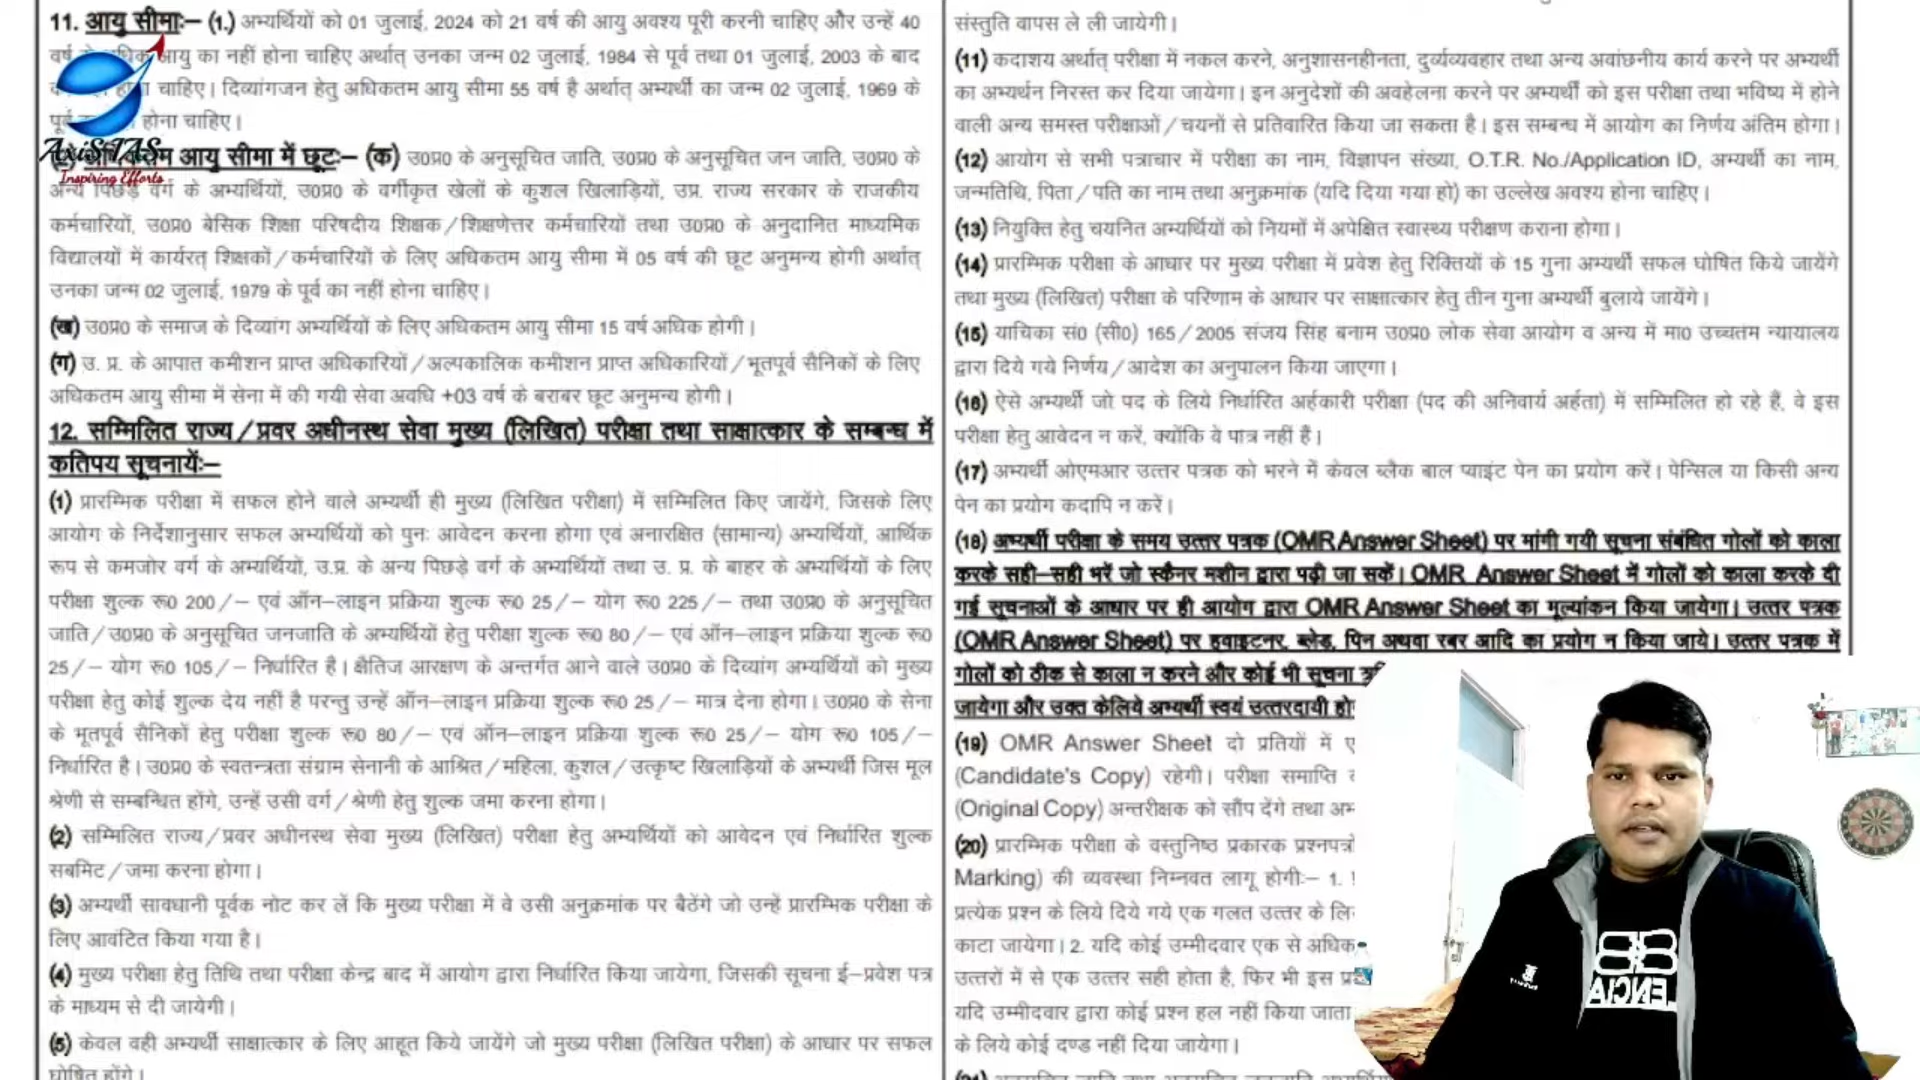 11. आयु सीमाः– (1.) अभ्यर्थियों को 01 जुलाई, 2024 को 21 वर्ष की आयु अवश्य पूरी करनी चाहिए और उन्हें 40
वर्ष आयु का नहीं होना चाहिए अर्थात् उनका जन्म 02 जुलाई, 1984 से पूर्व तथा 01 जुलाई, 2003 के बाद
चाहिए। दिव्यांगजन हेतु अधिकतम आयु सीमा 55 वर्ष है अर्थात् अभ्यर्थी का जन्म 02 जुलाई, 1969 के
होना चाहिए।
AxiS IAS
Inspiring Efforts
आयु सीमा में छूटः– (क) उ0प्र0 के अनुसूचित जाति, उ0प्र0 के अनुसूचित जन जाति, उ0प्र0 के
अन्य पिछड़े वर्ग के अभ्यर्थियों, उ0प्र0 के वर्गीकृत खेलों के कुशल खिलाड़ियों, उप्र. राज्य सरकार के राजकीय
कर्मचारियों, उ0प्र0 बेसिक शिक्षा परिषदीय शिक्षक/शिक्षणेत्तर कर्मचारियों तथा उ0प्र0 के अनुदानित माध्यमिक
विद्यालयों में कार्यरत् शिक्षकों/कर्मचारियों के लिए अधिकतम आयु सीमा में 05 वर्ष की छूट अनुमन्य होगी अर्थात्
उनका जन्म 02 जुलाई, 1979 के पूर्व का नहीं होना चाहिए।
(ख) उ0प्र0 के समाज के दिव्यांग अभ्यर्थियों के लिए अधिकतम आयु सीमा 15 वर्ष अधिक होगी।
(ग) उ. प्र. के आपात कमीशन प्राप्त अधिकारियों/अल्पकालिक कमीशन प्राप्त अधिकारियों/भूतपूर्व सैनिकों के लिए
अधिकतम आयु सीमा में सेना में की गयी सेवा अवधि +03 वर्ष के बराबर छूट अनुमन्य होगी।
12. सम्मिलित राज्य/प्रवर अधीनस्थ सेवा मुख्य (लिखित) परीक्षा तथा साक्षात्कार के सम्बन्ध में
कतिपय सूचनायेंः–
(1) प्रारम्भिक परीक्षा में सफल होने वाले अभ्यर्थी ही मुख्य (लिखित परीक्षा) में सम्मिलित किए जायेंगे, जिसके लिए
आयोग के निर्देशानुसार सफल अभ्यर्थियों को पुनः आवेदन करना होगा एवं अनारक्षित (सामान्य) अभ्यर्थियों, आर्थिक
रूप से कमजोर वर्ग के अभ्यर्थियों, उ.प्र. के अन्य पिछड़े वर्ग के अभ्यर्थियों तथा उ. प्र. के बाहर के अभ्यर्थियों के लिए
परीक्षा शुल्क रू0 200/– एवं ऑन–लाइन प्रक्रिया शुल्क रू0 25/– योग रू0 225/– तथा उ0प्र0 के अनुसूचित
जाति/उ0प्र0 के अनुसूचित जनजाति के अभ्यर्थियों हेतु परीक्षा शुल्क रू0 80/– एवं ऑन–लाइन प्रक्रिया शुल्क रू0
25/– योग रू0 105/– निर्धारित है। क्षैतिज आरक्षण के अन्तर्गत आने वाले उ0प्र0 के दिव्यांग अभ्यर्थियों को मुख्य
परीक्षा हेतु कोई शुल्क देय नहीं है परन्तु उन्हें ऑन–लाइन प्रक्रिया शुल्क रू0 25/– मात्र देना होगा। उ0प्र0 के सेना
के भूतपूर्व सैनिकों हेतु परीक्षा शुल्क रू0 80/– एवं ऑन–लाइन प्रक्रिया शुल्क रू0 25/– योग रू0 105/–
निर्धारित है। उ0प्र0 के स्वतन्त्रता संग्राम सेनानी के आश्रित/महिला, कुशल/उत्कृष्ट खिलाड़ियों के अभ्यर्थी जिस मूल
श्रेणी से सम्बन्धित होंगे, उन्हें उसी वर्ग/श्रेणी हेतु शुल्क जमा करना होगा।
(2) सम्मिलित राज्य/प्रवर अधीनस्थ सेवा मुख्य (लिखित) परीक्षा हेतु अभ्यर्थियों को आवेदन एवं निर्धारित शुल्क
सबमिट/जमा करना होगा।
(3) अभ्यर्थी सावधानी पूर्वक नोट कर लें कि मुख्य परीक्षा में वे उसी अनुक्रमांक पर बैठेंगे जो उन्हें प्रारम्भिक परीक्षा के
लिए आवंटित किया गया है।
(4) मुख्य परीक्षा हेतु तिथि तथा परीक्षा केन्द्र बाद में आयोग द्वारा निर्धारित किया जायेगा, जिसकी सूचना ई–प्रवेश पत्र
के माध्यम से दी जायेगी।
(5) केवल वही अभ्यर्थी साक्षात्कार के लिए आहूत किये जायेंगे जो मुख्य परीक्षा (लिखित परीक्षा) के आधार पर सफल
घोषित होंगे।
संस्तुति वापस ले ली जायेगी।
(11) कदाशय अर्थात् परीक्षा में नकल करने, अनुशासनहीनता, दुर्व्यव्यवहार तथा अन्य अवांछनीय कार्य करने पर अभ्यर्थी
का अभ्यर्थन निरस्त कर दिया जायेगा। इन अनुदेशों की अवहेलना करने पर अभ्यर्थी को इस परीक्षा तथा भविष्य में होने
वाली अन्य समस्त परीक्षाओं/चयनों से प्रतिवारित किया जा सकता है। इस सम्बन्ध में आयोग का निर्णय अंतिम होगा।
(12) आयोग से सभी पत्राचार में परीक्षा का नाम, विज्ञापन संख्या, O.T.R. No./Application ID, अभ्यर्थी का नाम,
जन्मतिथि, पिता/पति का नाम तथा अनुक्रमांक (यदि दिया गया हो) का उल्लेख अवश्य होना चाहिए।
(13) नियुक्ति हेतु चयनित अभ्यर्थियों को नियमों में अपेक्षित स्वास्थ्य परीक्षण कराना होगा।
(14) प्रारम्भिक परीक्षा के आधार पर मुख्य परीक्षा में प्रवेश हेतु रिक्तियों के 15 गुना अभ्यर्थी सफल घोषित किये जायेंगे
तथा मुख्य (लिखित) परीक्षा के परिणाम के आधार पर साक्षात्कार हेतु तीन गुना अभ्यर्थी बुलाये जायेंगे।
(15) याचिका सं0 (सी0) 165/2005 संजय सिंह बनाम उ0प्र0 लोक सेवा आयोग व अन्य में मा0 उच्चतम न्यायालय
द्वारा दिये गये निर्णय/आदेश का अनुपालन किया जाएगा।
(16) ऐसे अभ्यर्थी जो पद के लिये निर्धारित अर्हकारी परीक्षा (पद की अनिवार्य अर्हता) में सम्मिलित हो रहे हैं, वे इस
परीक्षा हेतु आवेदन न करें, क्योंकि वे पात्र नहीं हैं।
(17) अभ्यर्थी ओएमआर उत्तर पत्रक को भरने में केवल ब्लैक बाल प्वाइंट पेन का प्रयोग करें। पेन्सिल या किसी अन्य
पेन का प्रयोग कदापि न करें।
(18) अभ्यर्थी परीक्षा के समय उत्तर पत्रक (OMR Answer Sheet) पर मांगी गयी सूचना संबंधित गोलों को काला
करके सही–सही भरें जो स्कैनर मशीन द्वारा पढ़ी जा सकें। OMR Answer Sheet में गोलों को काला करके दी
गई सूचनाओं के आधार पर ही आयोग द्वारा OMR Answer Sheet का मूल्यांकन किया जायेगा। उत्तर पत्रक
(OMR Answer Sheet) पर ह्वाइटनर, ब्लेड, पिन अथवा रबर आदि का प्रयोग न किया जाये। उत्तर पत्रक में
गोलों को ठीक से काला न करने और कोई भी सूचना
जायेगा और उक्त केलिये अभ्यर्थी स्वयं उत्तरदायी
(19) OMR Answer Sheet दो प्रतियों में
(Candidate's Copy) रहेगी। परीक्षा समाप्ति
(Original Copy) अन्तरीक्षक को सौंप देंगे तथा
(20) प्रारम्भिक परीक्षा के वस्तुनिष्ठ प्रकारक
Marking) की व्यवस्था निम्नवत लागू होगीः– 1.
प्रत्येक प्रश्न के लिये दिये गये एक गलत उत्तर के
काटा जायेगा। 2. यदि कोई उम्मीदवार एक से अधिक
उत्तरों में से एक उत्तर सही होता है, फिर भी इस
यदि उम्मीदवार द्वारा कोई प्रश्न हल नहीं किया जाता
के लिये कोई दण्ड नहीं दिया जायेगा।